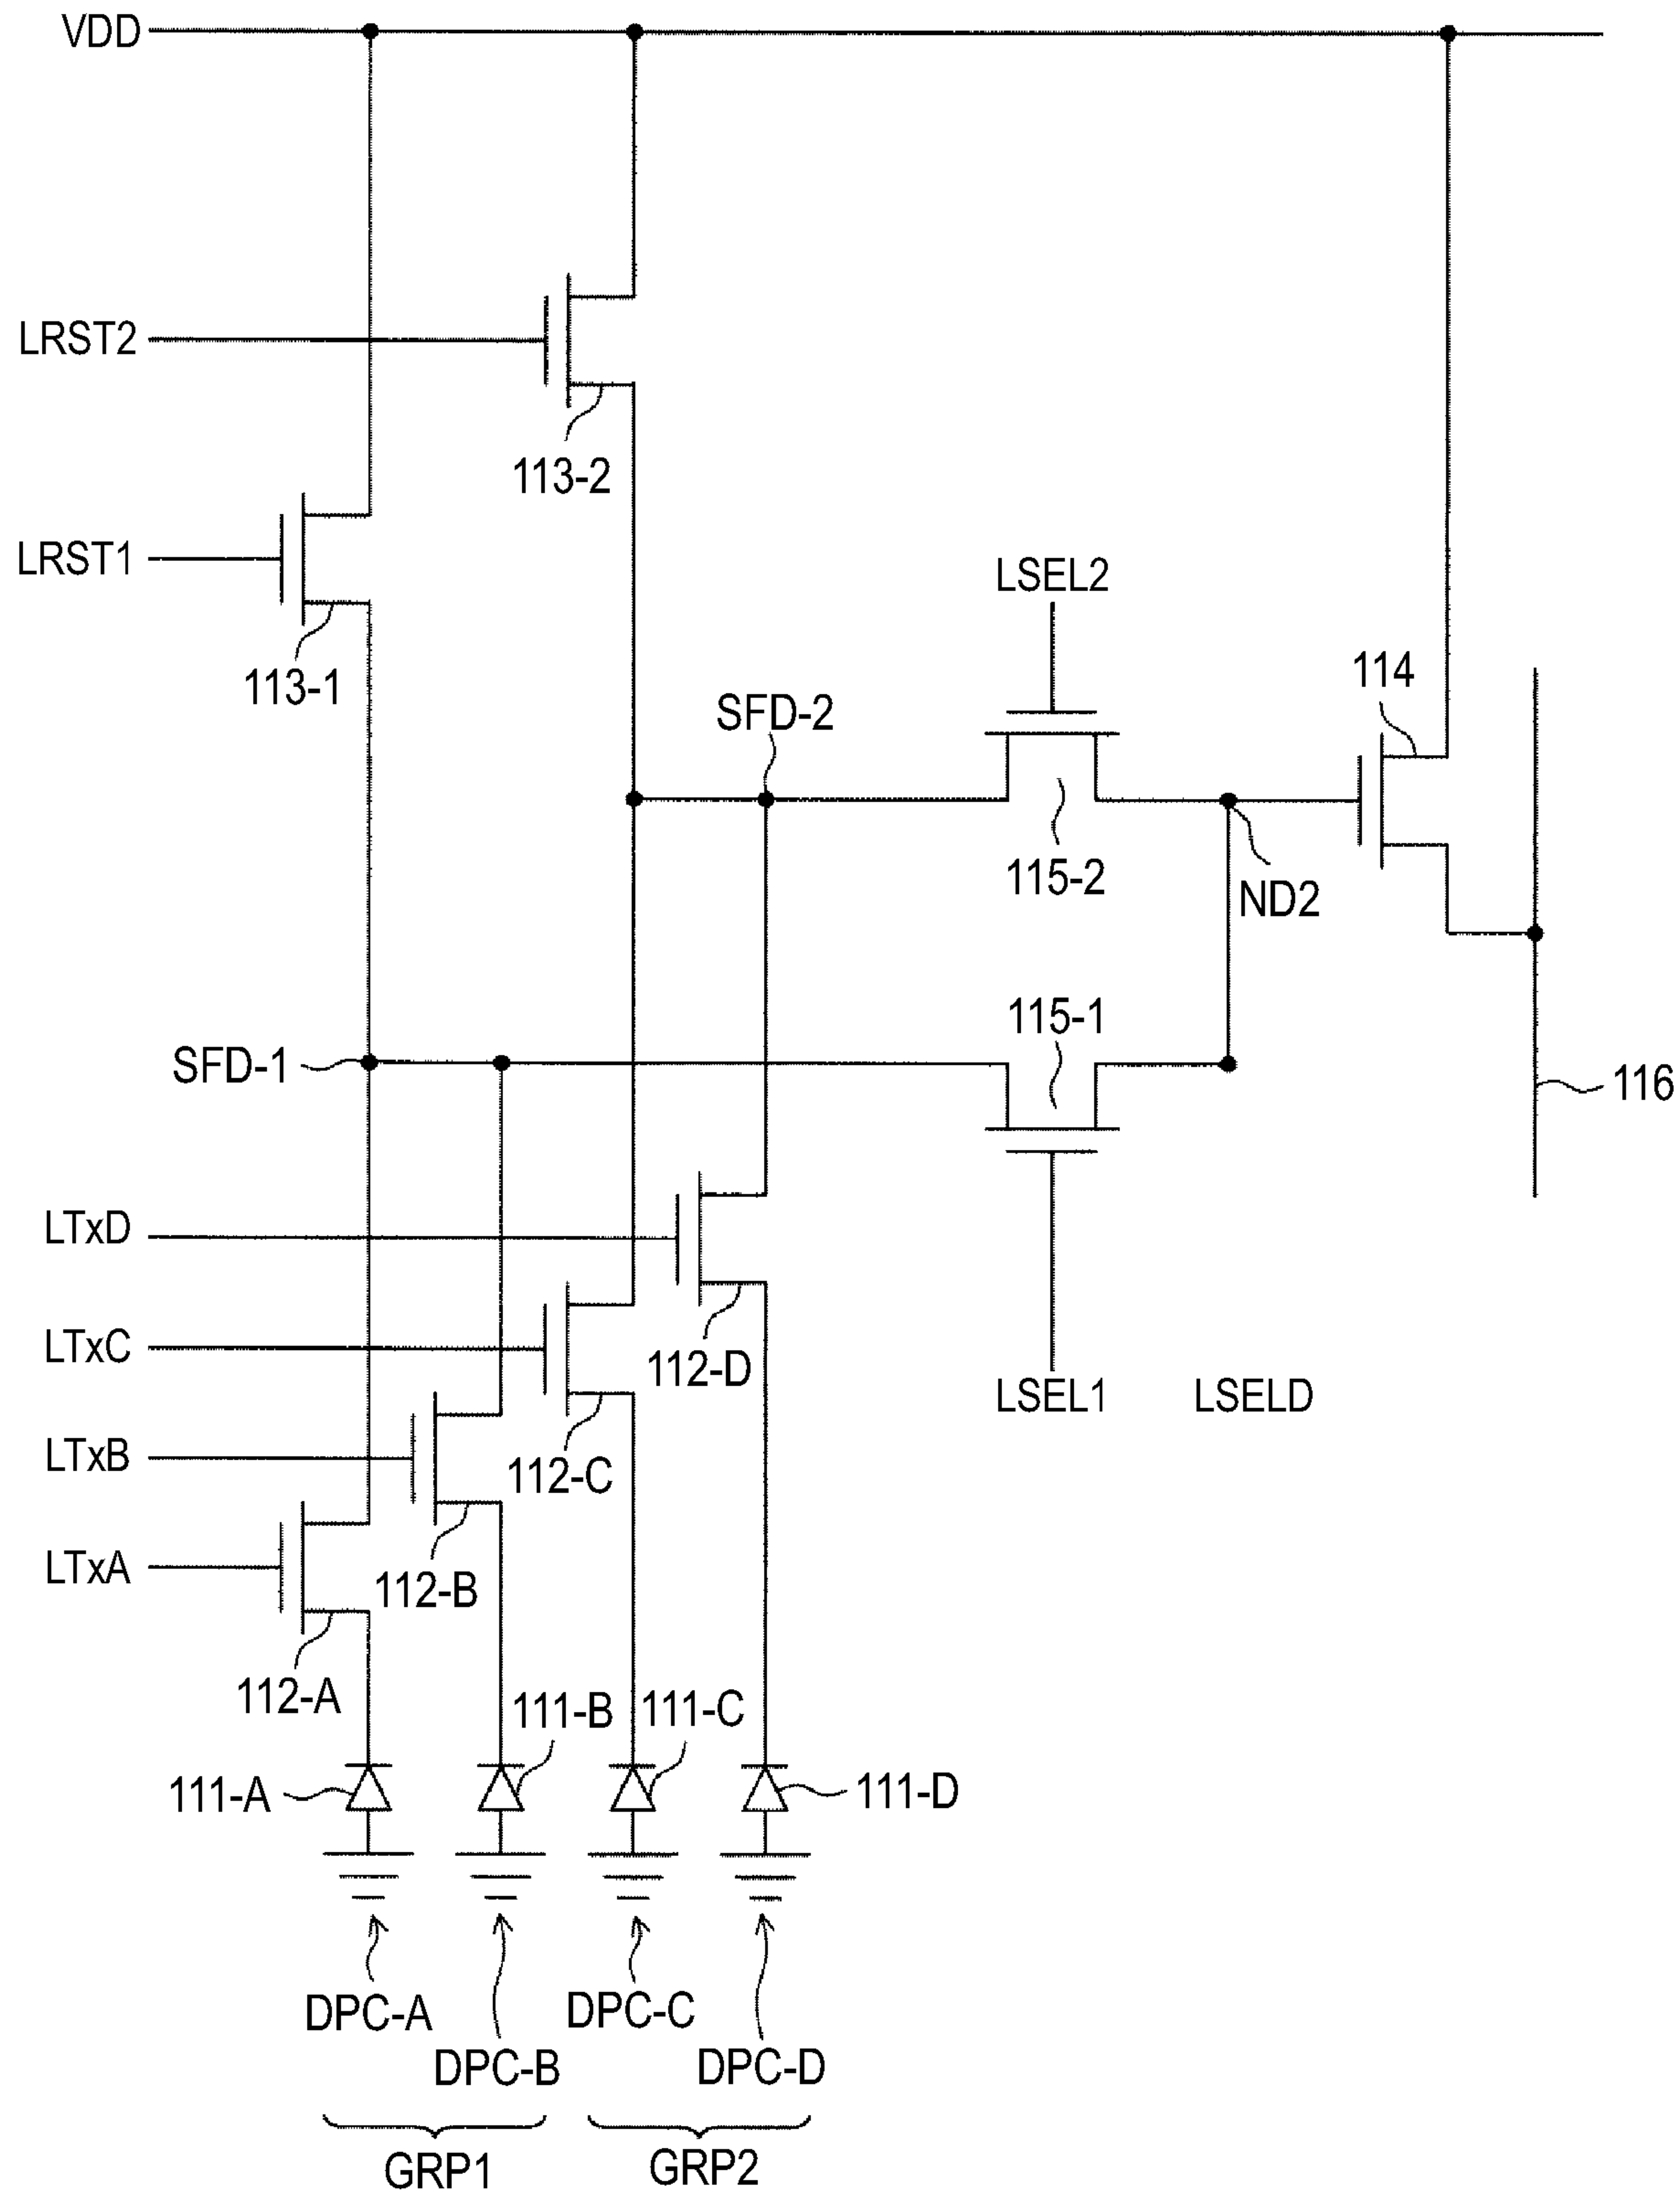 VDD
LRST2
113-2
LRST1
LSEL2
114
113-1
SFD-2
115-2
ND2
115-1
SFD-1
116
LTxD
LTxC
112-D
LSEL1
LSELD
LTxB
112-C
LTxA
112-B
112-A
111-B
111-C
111-A
111-D
DPC-A
DPC-C
DPC-B
DPC-D
GRP1
GRP2